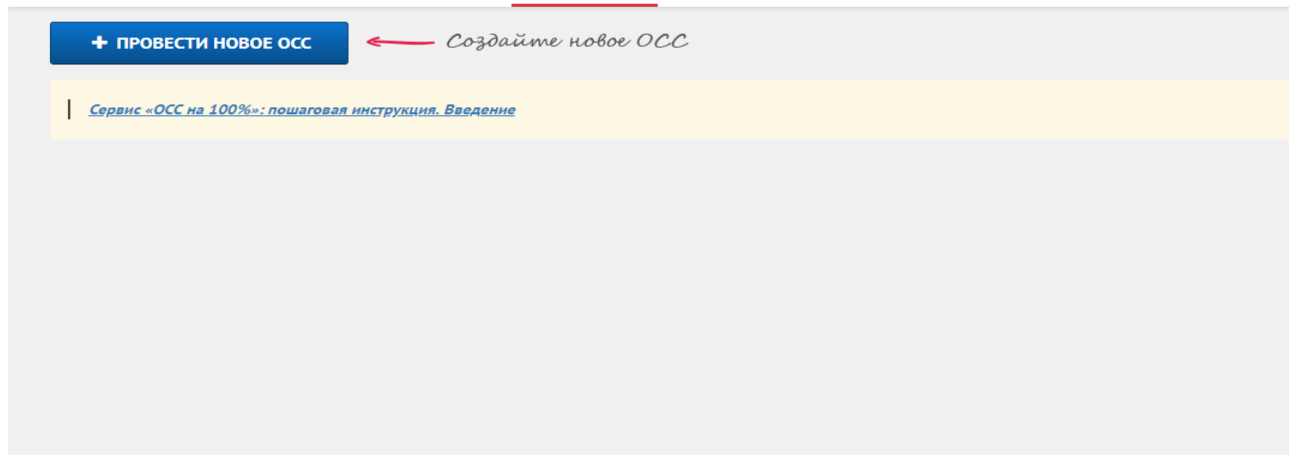 + ПРОВЕСТИ НОВОЕ ОСС
Создайте новое ОСС
Сервис «ОСС на 100%»: пошаговая инструкция. Введение